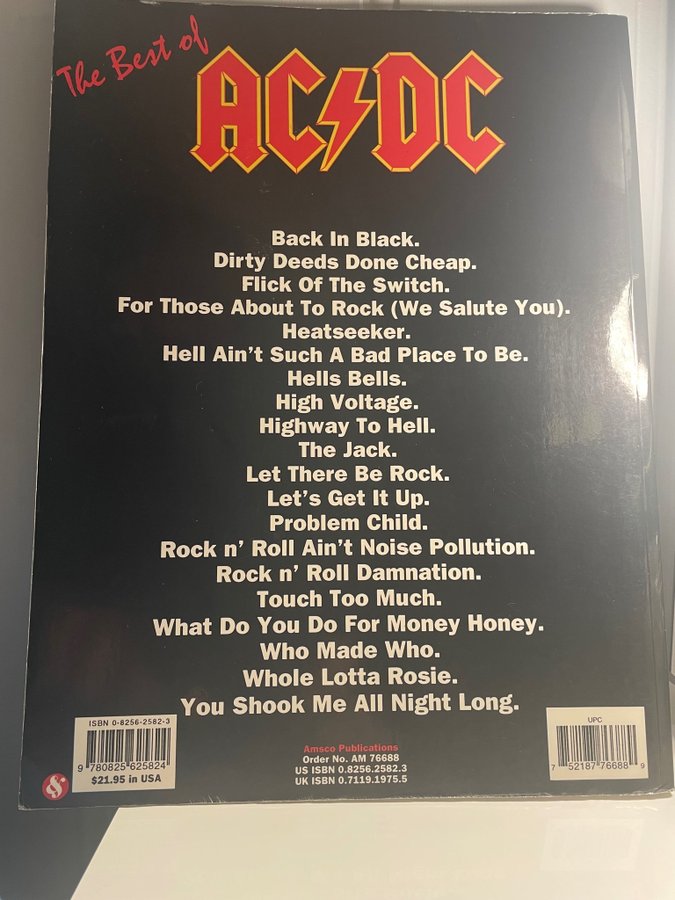 The Best of
AC⚡DC
Back In Black.
Dirty Deeds Done Cheap.
Flick Of The Switch.
For Those About To Rock (We Salute You).
Heatseeker.
Hell Ain't Such A Bad Place To Be.
Hells Bells.
High Voltage.
Highway To Hell.
The Jack.
Let There Be Rock.
Let's Get It Up.
Problem Child.
Rock n' Roll Ain't Noise Pollution.
Rock n' Roll Damnation.
Touch Too Much.
What Do You Do For Money Honey.
Who Made Who.
Whole Lotta Rosie.
You Shook Me All Night Long.
ISBN 0-8256-2582-3
9 780825 625824
$21.95 in USA
Amsco Publications
Order No. AM 76688
US ISBN 0.8256.2582.3
UK ISBN 0.7119.1975.5
UPC
7 52187 76688 9